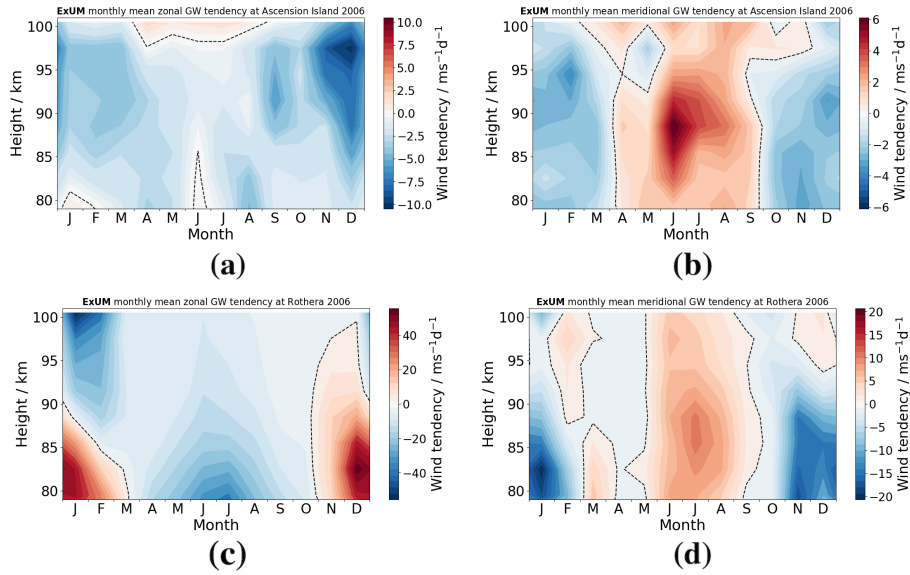 ExUM monthly mean zonal GW tendency at Ascension Island 2006
100
95
90
85
80
Height / km
J F M A M J J A S O N D
Month
10.0
7.5
5.0
2.5
0.0
−2.5
−5.0
−7.5
−10.0
Wind tendency / ms−1d−1
(a)
ExUM monthly mean meridional GW tendency at Ascension Island 2006
100
95
90
85
80
Height / km
J F M A M J J A S O N D
Month
6
4
2
0
−2
−4
−6
Wind tendency / ms−1d−1
(b)
ExUM monthly mean zonal GW tendency at Rothera 2006
100
95
90
85
80
Height / km
J F M A M J J A S O N D
Month
40
20
0
−20
−40
Wind tendency / ms−1d−1
(c)
ExUM monthly mean meridional GW tendency at Rothera 2006
100
95
90
85
80
Height / km
J F M A M J J A S O N D
Month
20
15
10
5
0
−5
−10
−15
−20
Wind tendency / ms−1d−1
(d)